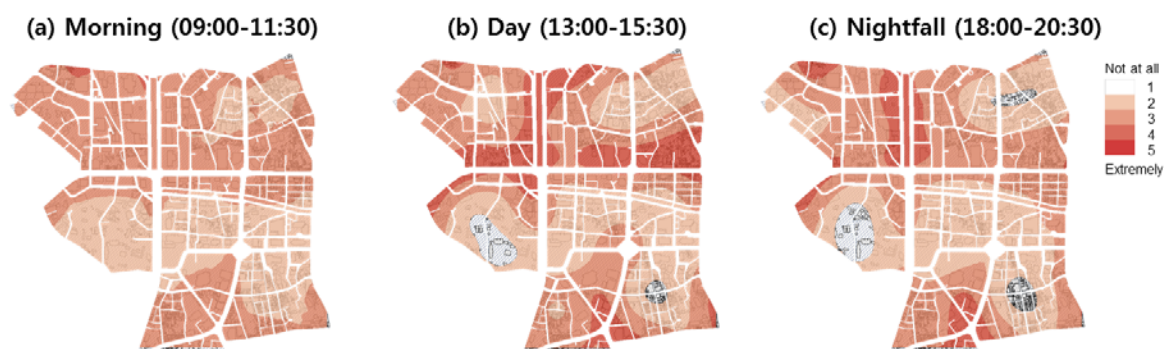 (a) Morning (09:00-11:30)
(b) Day (13:00-15:30)
(c) Nightfall (18:00-20:30)
Not at all
1
2
3
4
5
Extremely